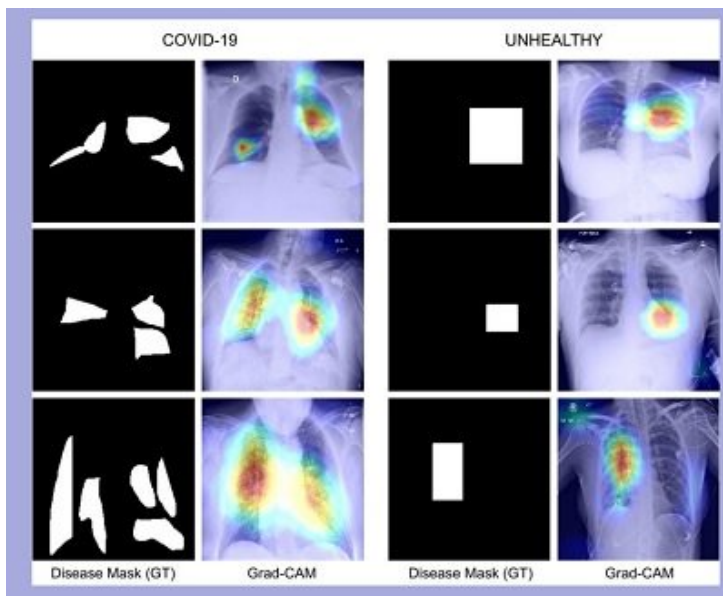 COVID-19
UNHEALTHY
Disease Mask (GT)
Grad-CAM
Disease Mask (GT)
Grad-CAM